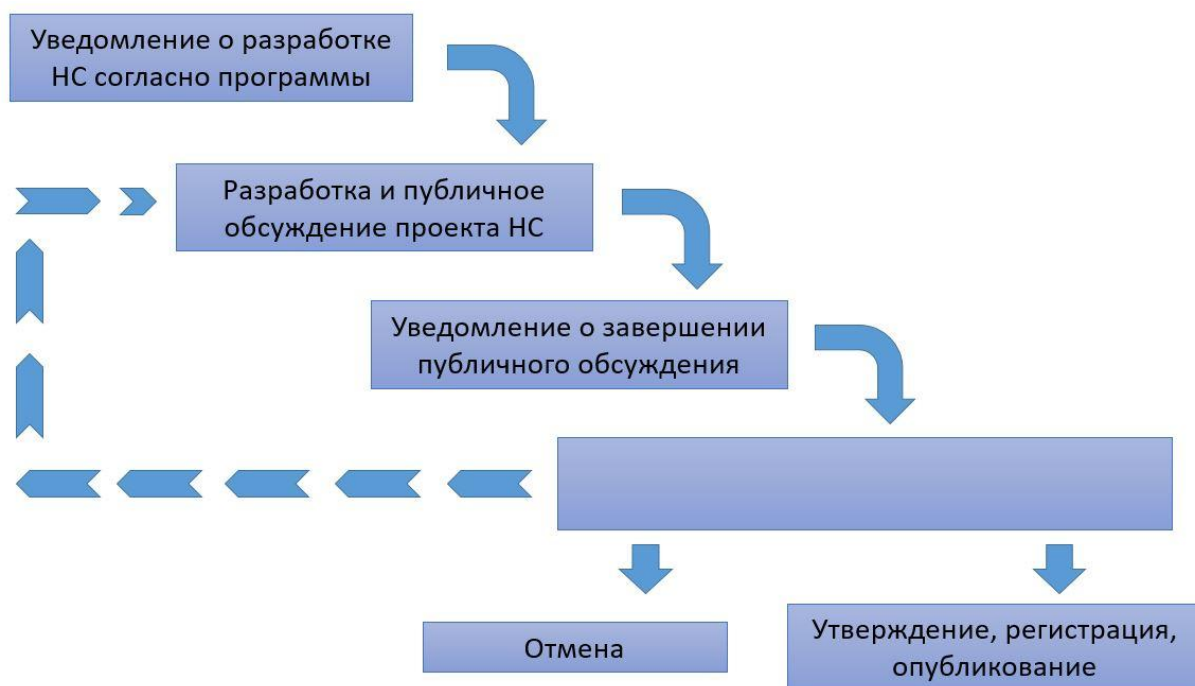 Уведомление о разработке
НС согласно программы
Разработка и публичное
обсуждение проекта НС
Уведомление о завершении
публичного обсуждения
Отмена
Утверждение, регистрация,
опубликование